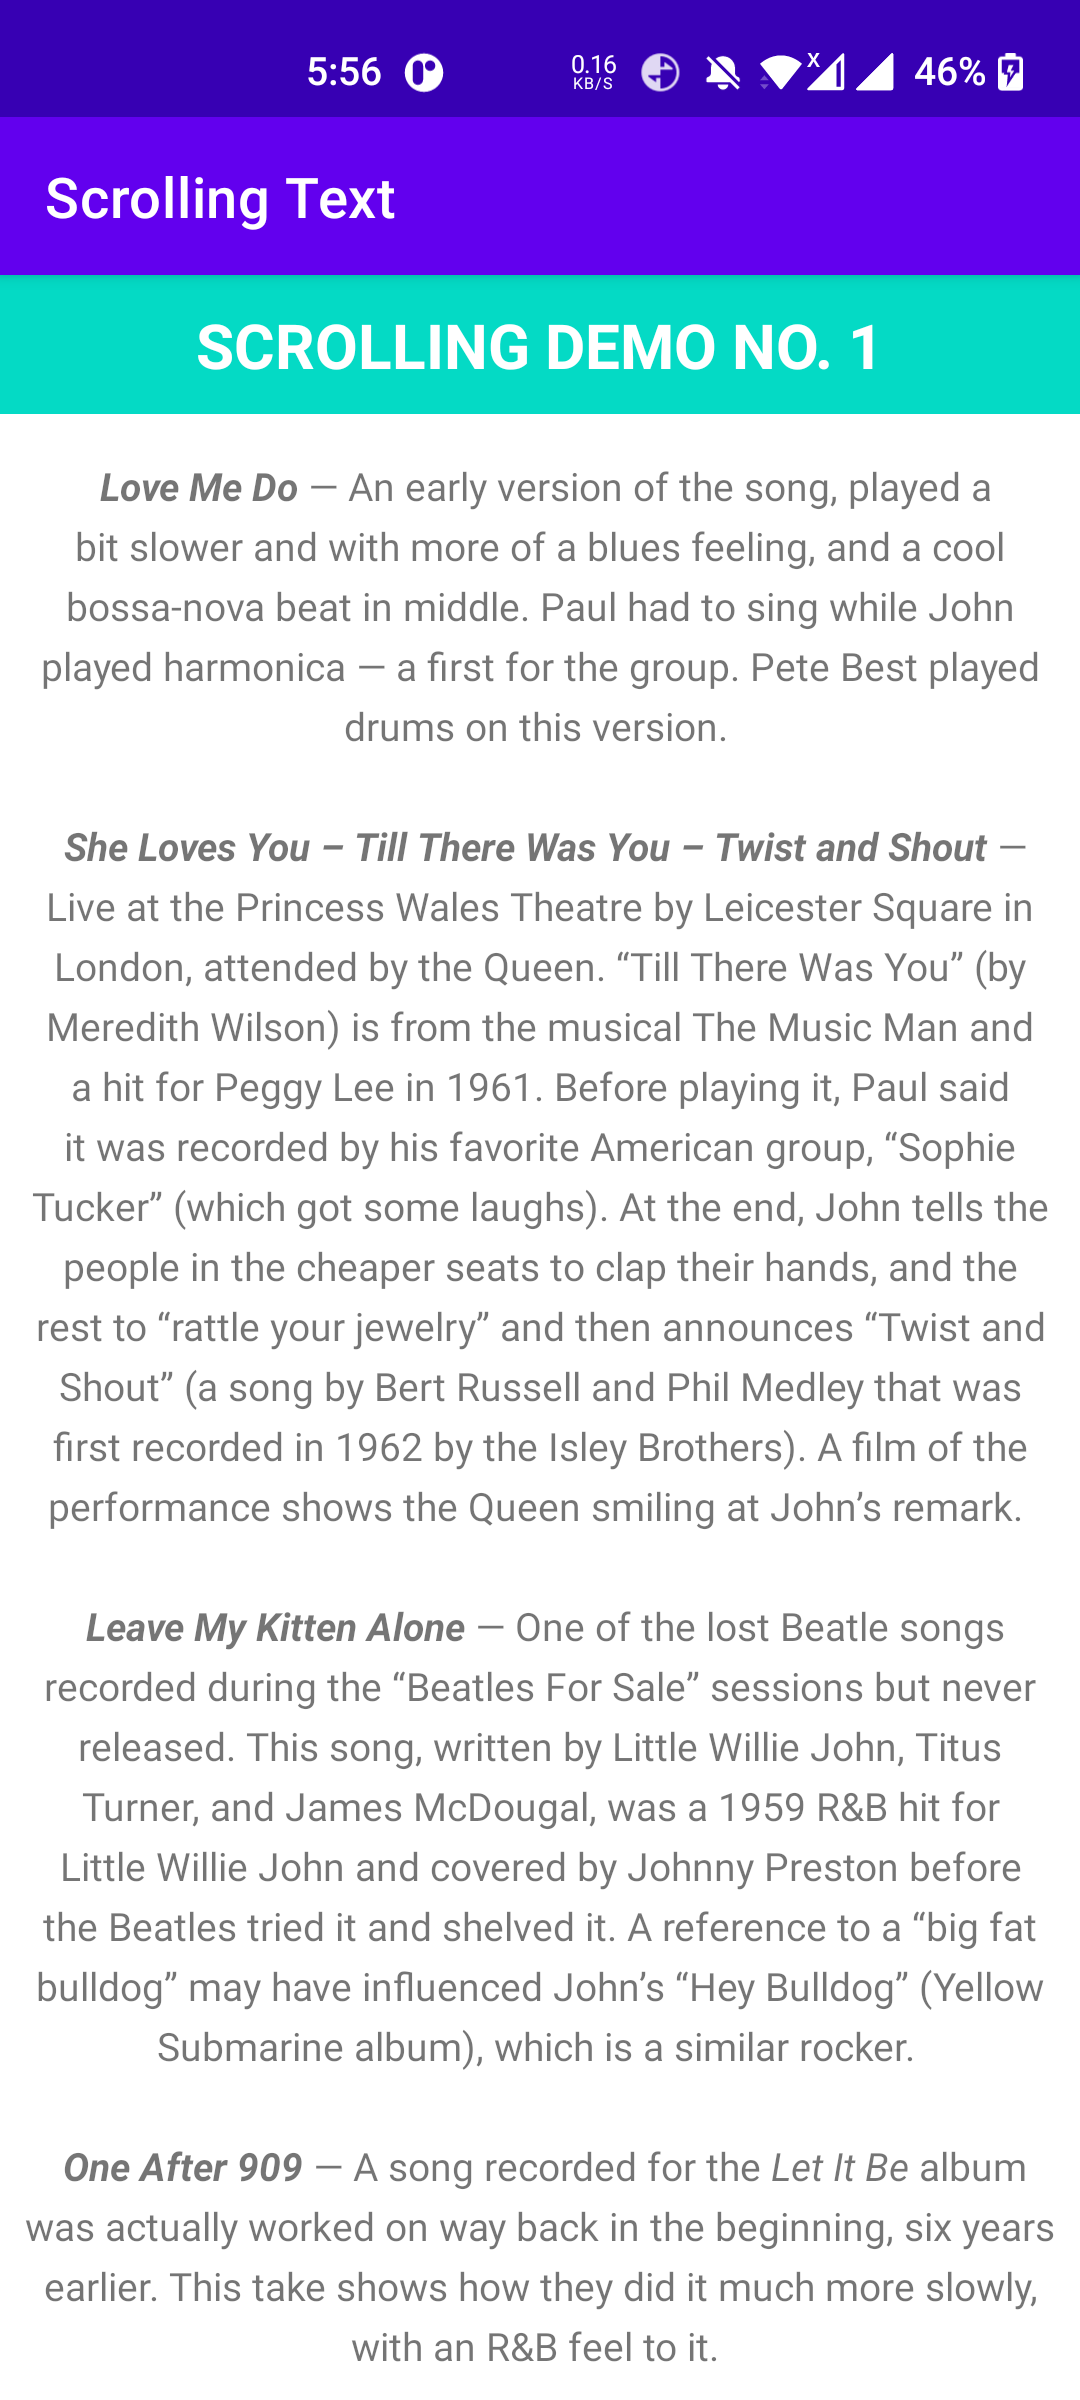 5:56 0.16 KB/S x 46%
Scrolling Text
SCROLLING DEMO NO. 1
Love Me Do — An early version of the song, played a
bit slower and with more of a blues feeling, and a cool
bossa-nova beat in middle. Paul had to sing while John
played harmonica — a first for the group. Pete Best played
drums on this version.
She Loves You – Till There Was You – Twist and Shout —
Live at the Princess Wales Theatre by Leicester Square in
London, attended by the Queen. “Till There Was You” (by
Meredith Wilson) is from the musical The Music Man and
a hit for Peggy Lee in 1961. Before playing it, Paul said
it was recorded by his favorite American group, “Sophie
Tucker” (which got some laughs). At the end, John tells the
people in the cheaper seats to clap their hands, and the
rest to “rattle your jewelry” and then announces “Twist and
Shout” (a song by Bert Russell and Phil Medley that was
first recorded in 1962 by the Isley Brothers). A film of the
performance shows the Queen smiling at John’s remark.
Leave My Kitten Alone — One of the lost Beatle songs
recorded during the “Beatles For Sale” sessions but never
released. This song, written by Little Willie John, Titus
Turner, and James McDougal, was a 1959 R&B hit for
Little Willie John and covered by Johnny Preston before
the Beatles tried it and shelved it. A reference to a “big fat
bulldog” may have influenced John’s “Hey Bulldog” (Yellow
Submarine album), which is a similar rocker.
One After 909 — A song recorded for the Let It Be album
was actually worked on way back in the beginning, six years
earlier. This take shows how they did it much more slowly,
with an R&B feel to it.